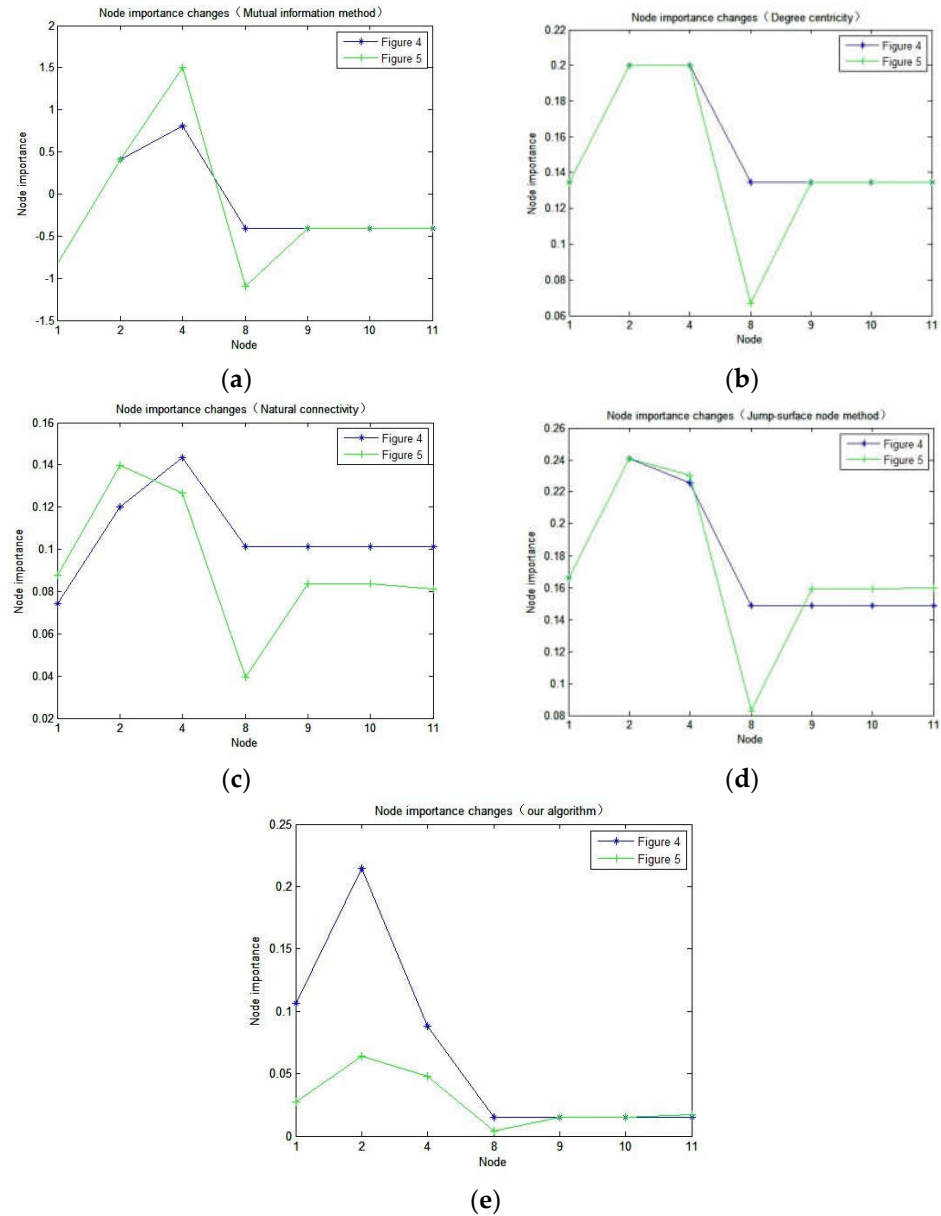 Node importance changes（Mutual information method）
2
1.5
1
0.5
0
-0.5
-1
-1.5
Node importance
Figure 4
Figure 5
1 2 4 8 9 10 11
Node
(a)
Node importance changes（Degree centricity）
0.22
0.2
0.18
0.16
0.14
0.12
0.1
0.08
0.06
Node importance
Figure 4
Figure 5
1 2 4 8 9 10 11
Node
(b)
Node importance changes（Natural connectivity）
0.16
0.14
0.12
0.1
0.08
0.06
0.04
0.02
Node importance
Figure 4
Figure 5
1 2 4 8 9 10 11
Node
(c)
Node importance changes（Jump-surface node method）
0.26
0.24
0.22
0.2
0.18
0.16
0.14
0.12
0.1
0.08
Node importance
Figure 4
Figure 5
1 2 4 8 9 10 11
Node
(d)
Node importance changes（our algorithm）
0.25
0.2
0.15
0.1
0.05
0
Node importance
Figure 4
Figure 5
1 2 4 8 9 10 11
Node
(e)